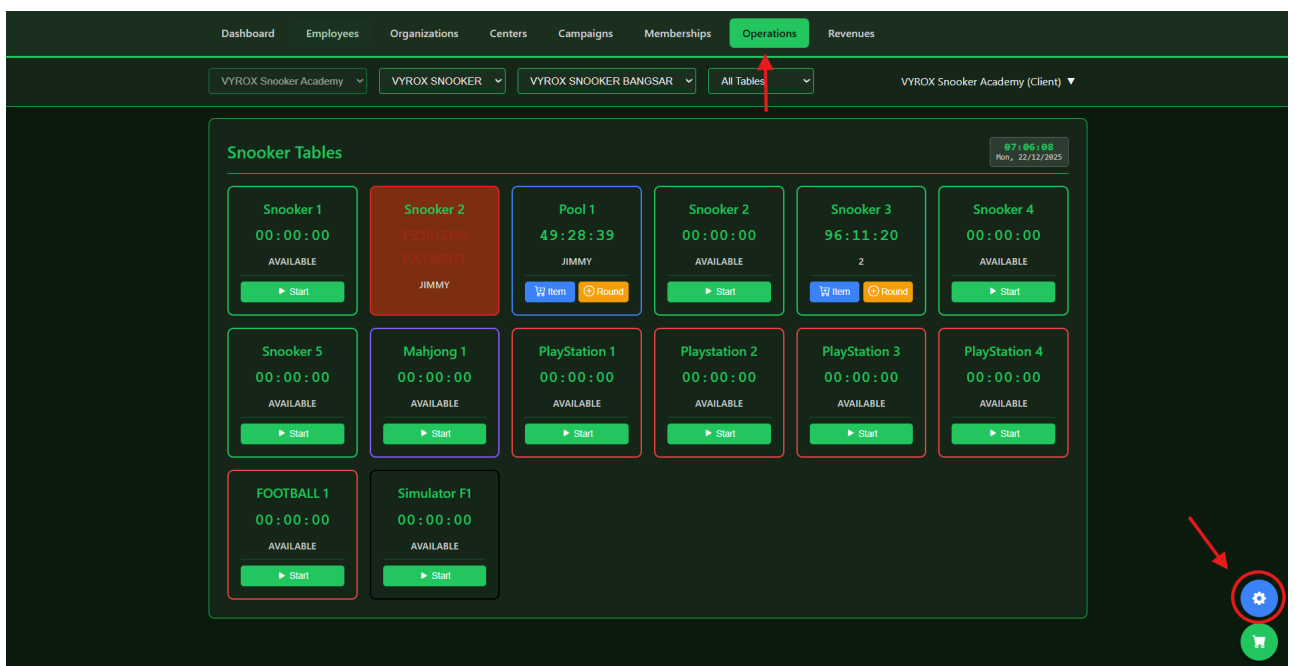 Dashboard Employees Organizations Centers Campaigns Memberships Operations Revenues
VYROX Snooker Academy VYROX SNOOKER VYROX SNOOKER BANGSAR All Tables VYROX Snooker Academy (Client) ▼
Snooker Tables
07:06:08
Mon, 22/12/2025
Snooker 1
00:00:00
AVAILABLE
Start
Snooker 2
PENDING
PAYMENT
JIMMY
Pool 1
49:28:39
JIMMY
Item Round
Snooker 2
00:00:00
AVAILABLE
Start
Snooker 3
96:11:20
2
Item Round
Snooker 4
00:00:00
AVAILABLE
Start
Snooker 5
00:00:00
AVAILABLE
Start
Mahjong 1
00:00:00
AVAILABLE
Start
PlayStation 1
00:00:00
AVAILABLE
Start
Playstation 2
00:00:00
AVAILABLE
Start
PlayStation 3
00:00:00
AVAILABLE
Start
PlayStation 4
00:00:00
AVAILABLE
Start
FOOTBALL 1
00:00:00
AVAILABLE
Start
Simulator F1
00:00:00
AVAILABLE
Start